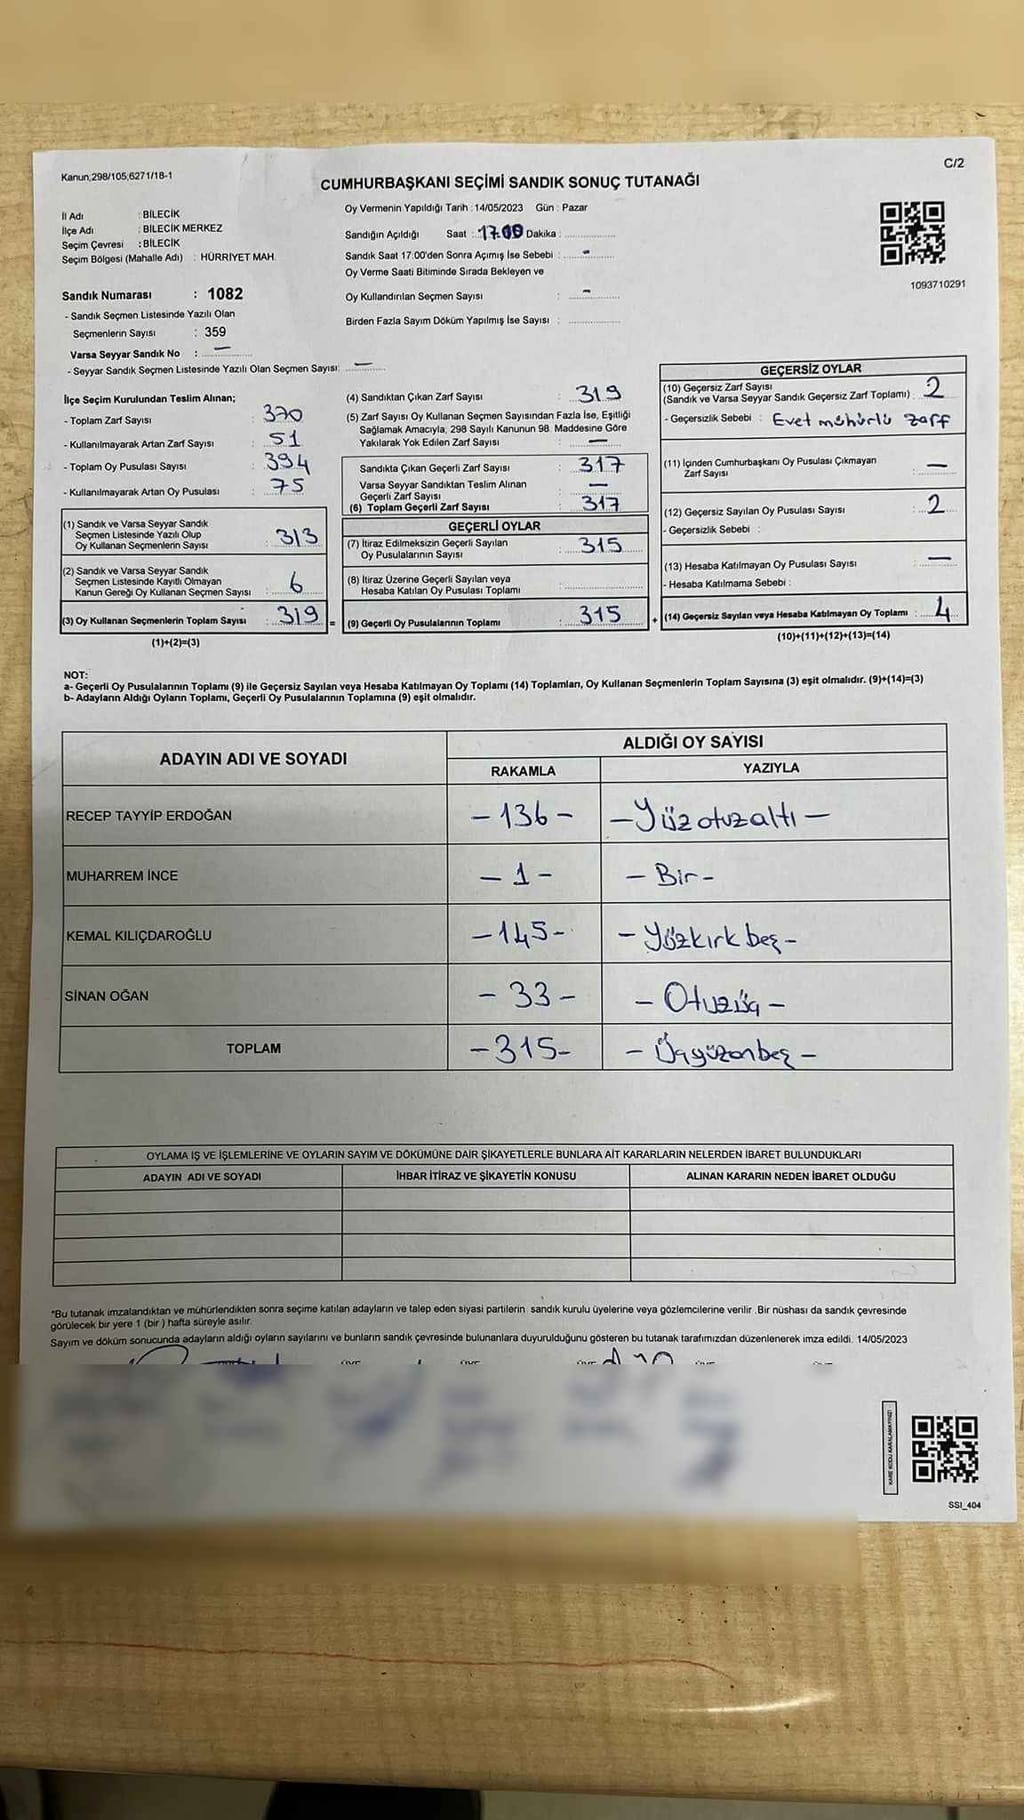 Kanun,298/105,6271/18-1
C/2
CUMHURBAŞKANI SEÇİMİ SANDIK SONUÇ TUTANAĞI
İl Adı : BİLECİK
İlçe Adı : BİLECİK MERKEZ
Seçim Çevresi : BİLECİK
Seçim Bölgesi (Mahalle Adı) : HÜRRİYET MAH.
Sandık Numarası : 1082
- Sandık Seçmen Listesinde Yazılı Olan
Seçmenlerin Sayısı : 359
Varsa Seyyar Sandık No : —
- Seyyar Sandık Seçmen Listesinde Yazılı Olan Seçmen Sayısı: —
Oy Vermenin Yapıldığı Tarih : 14/05/2023 Gün : Pazar
Sandığın Açıldığı Saat : 17.00 Dakika :
Sandık Saat 17:00'den Sonra Açımış İse Sebebi : -
Oy Verme Saati Bitiminde Sırada Bekleyen ve
Oy Kullandırılan Seçmen Sayısı : -
Birden Fazla Sayım Döküm Yapılmış İse Sayısı :
1093710291
İlçe Seçim Kurulundan Teslim Alınan;
- Toplam Zarf Sayısı : 370
- Kullanılmayarak Artan Zarf Sayısı : 51
- Toplam Oy Pusulası Sayısı : 394
- Kullanılmayarak Artan Oy Pusulası : 75
(1) Sandık ve Varsa Seyyar Sandık
Seçmen Listesinde Yazılı Olup
Oy Kullanan Seçmenlerin Sayısı : 313
(2) Sandık ve Varsa Seyyar Sandık
Seçmen Listesinde Kayıtlı Olmayan
Kanun Gereği Oy Kullanan Seçmen Sayısı : 6
(3) Oy Kullanan Seçmenlerin Toplam Sayısı : 319 =
(1)+(2)=(3)
(4) Sandıktan Çıkan Zarf Sayısı : 319
(5) Zarf Sayısı Oy Kullanan Seçmen Sayısından Fazla İse, Eşitliği
Sağlamak Amacıyla, 298 Sayılı Kanunun 98. Maddesine Göre
Yakılarak Yok Edilen Zarf Sayısı : —
Sandıkta Çıkan Geçerli Zarf Sayısı : 317
Varsa Seyyar Sandıktan Teslim Alınan
Geçerli Zarf Sayısı : —
(6) Toplam Geçerli Zarf Sayısı : 317
GEÇERLİ OYLAR
(7) İtiraz Edilmeksizin Geçerli Sayılan
Oy Pusulalarının Sayısı : 315
(8) İtiraz Üzerine Geçerli Sayılan veya
Hesaba Katılan Oy Pusulası Toplamı :
(9) Geçerli Oy Pusulalarının Toplamı : 315 +
GEÇERSİZ OYLAR
(10) Geçersiz Zarf Sayısı
(Sandık ve Varsa Seyyar Sandık Geçersiz Zarf Toplamı) : 2
- Geçersizlik Sebebi : Evet mühürlü zarf
(11) İçinden Cumhurbaşkanı Oy Pusulası Çıkmayan
Zarf Sayısı : —
(12) Geçersiz Sayılan Oy Pusulası Sayısı : 2
- Geçersizlik Sebebi :
(13) Hesaba Katılmayan Oy Pusulası Sayısı : —
- Hesaba Katılmama Sebebi :
(14) Geçersiz Sayılan veya Hesaba Katılmayan Oy Toplamı : 4
(10)+(11)+(12)+(13)=(14)
NOT:
a- Geçerli Oy Pusulalarının Toplamı (9) ile Geçersiz Sayılan veya Hesaba Katılmayan Oy Toplamı (14) Toplamları, Oy Kullanan Seçmenlerin Toplam Sayısına (3) eşit olmalıdır. (9)+(14)=(3)
b- Adayların Aldığı Oyların Toplamı, Geçerli Oy Pusulalarının Toplamına (9) eşit olmalıdır.
ADAYIN ADI VE SOYADI
ALDIĞI OY SAYISI
RAKAMLA YAZIYLA
RECEP TAYYİP ERDOĞAN -136- -Yüzotuzaltı-
MUHARREM İNCE -1- -Bir-
KEMAL KILIÇDAROĞLU -145- -Yüzkırkbeş-
SİNAN OĞAN -33- -Otuzüç-
TOPLAM -315- -Üçyüzonbeş-
OYLAMA İŞ VE İŞLEMLERİNE VE OYLARIN SAYIM VE DÖKÜMÜNE DAİR ŞİKAYETLERLE BUNLARA AİT KARARLARIN NELERDEN İBARET BULUNDUKLARI
ADAYIN ADI VE SOYADI İHBAR İTİRAZ VE ŞİKAYETİN KONUSU ALINAN KARARIN NEDEN İBARET OLDUĞU
*Bu tutanak imzalandıktan ve mühürlendikten sonra seçime katılan adayların ve talep eden siyasi partilerin sandık kurulu üyelerine veya gözlemcilerine verilir. Bir nüshası da sandık çevresinde
görülecek bir yere 1 (bir) hafta süreyle asılır.
Sayım ve döküm sonucunda adayların aldığı oyların sayılarını ve bunların sandık çevresinde bulunanlara duyurulduğunu gösteren bu tutanak tarafımızdan düzenlenerek imza edildi. 14/05/2023
KARE KODU KARALAMAYINIZ!
SSI_404